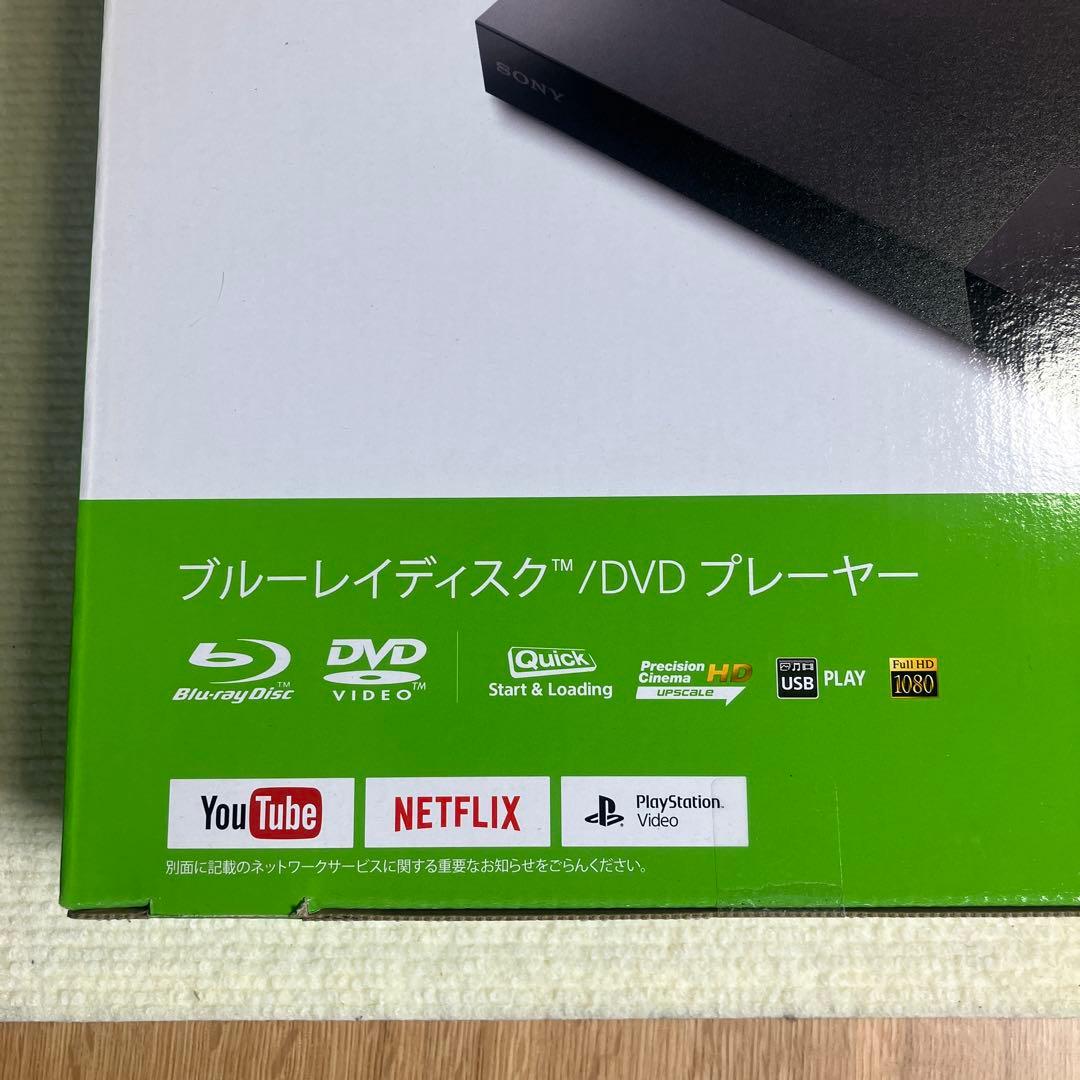 SONY
ブルーレイディスク™/DVD プレーヤー
Blu-ray Disc™
DVD VIDEO™
Quick Start & Loading
Precision Cinema HD UPSCALE
USB PLAY
Full HD 1080
YouTube
NETFLIX
PlayStation. Video
別面に記載のネットワークサービスに関する重要なお知らせをごらんください。